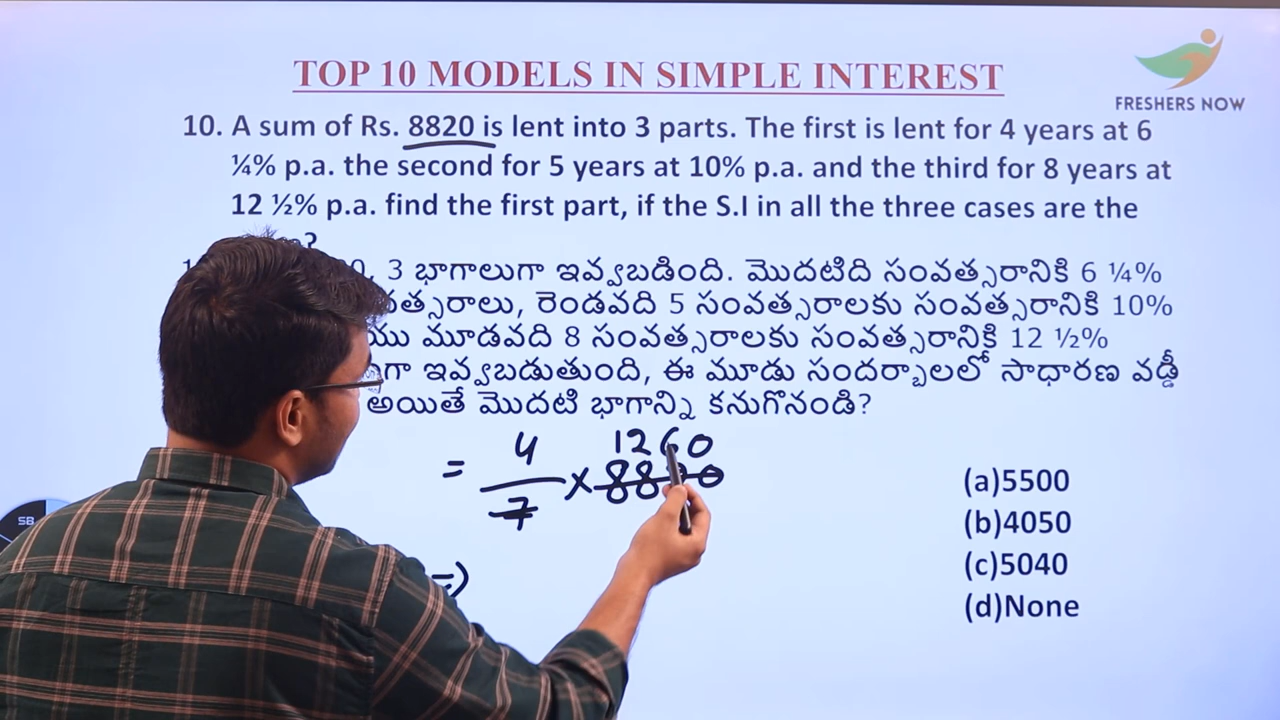 TOP 10 MODELS IN SIMPLE INTEREST
FRESHERS NOW
10. A sum of Rs. 8820 is lent into 3 parts. The first is lent for 4 years at 6
¼% p.a. the second for 5 years at 10% p.a. and the third for 8 years at
12 ½% p.a. find the first part, if the S.I in all the three cases are the
?
3 భాగాలుగా ఇవ్వబడింది. మొదటిది సంవత్సరానికి 6 ¼%
రెండవది 5 సంవత్సరాలకు సంవత్సరానికి 10%
మూడవది 8 సంవత్సరాలకు సంవత్సరానికి 12 ½%
ఇవ్వబడుతుంది, ఈ మూడు సందర్భాలలో సాధారణ వడ్డీ
అయితే మొదటి భాగాన్ని కనుగొనండి?
1260
= 4/7 × 8820
=)
(a)5500
(b)4050
(c)5040
(d)None
SB